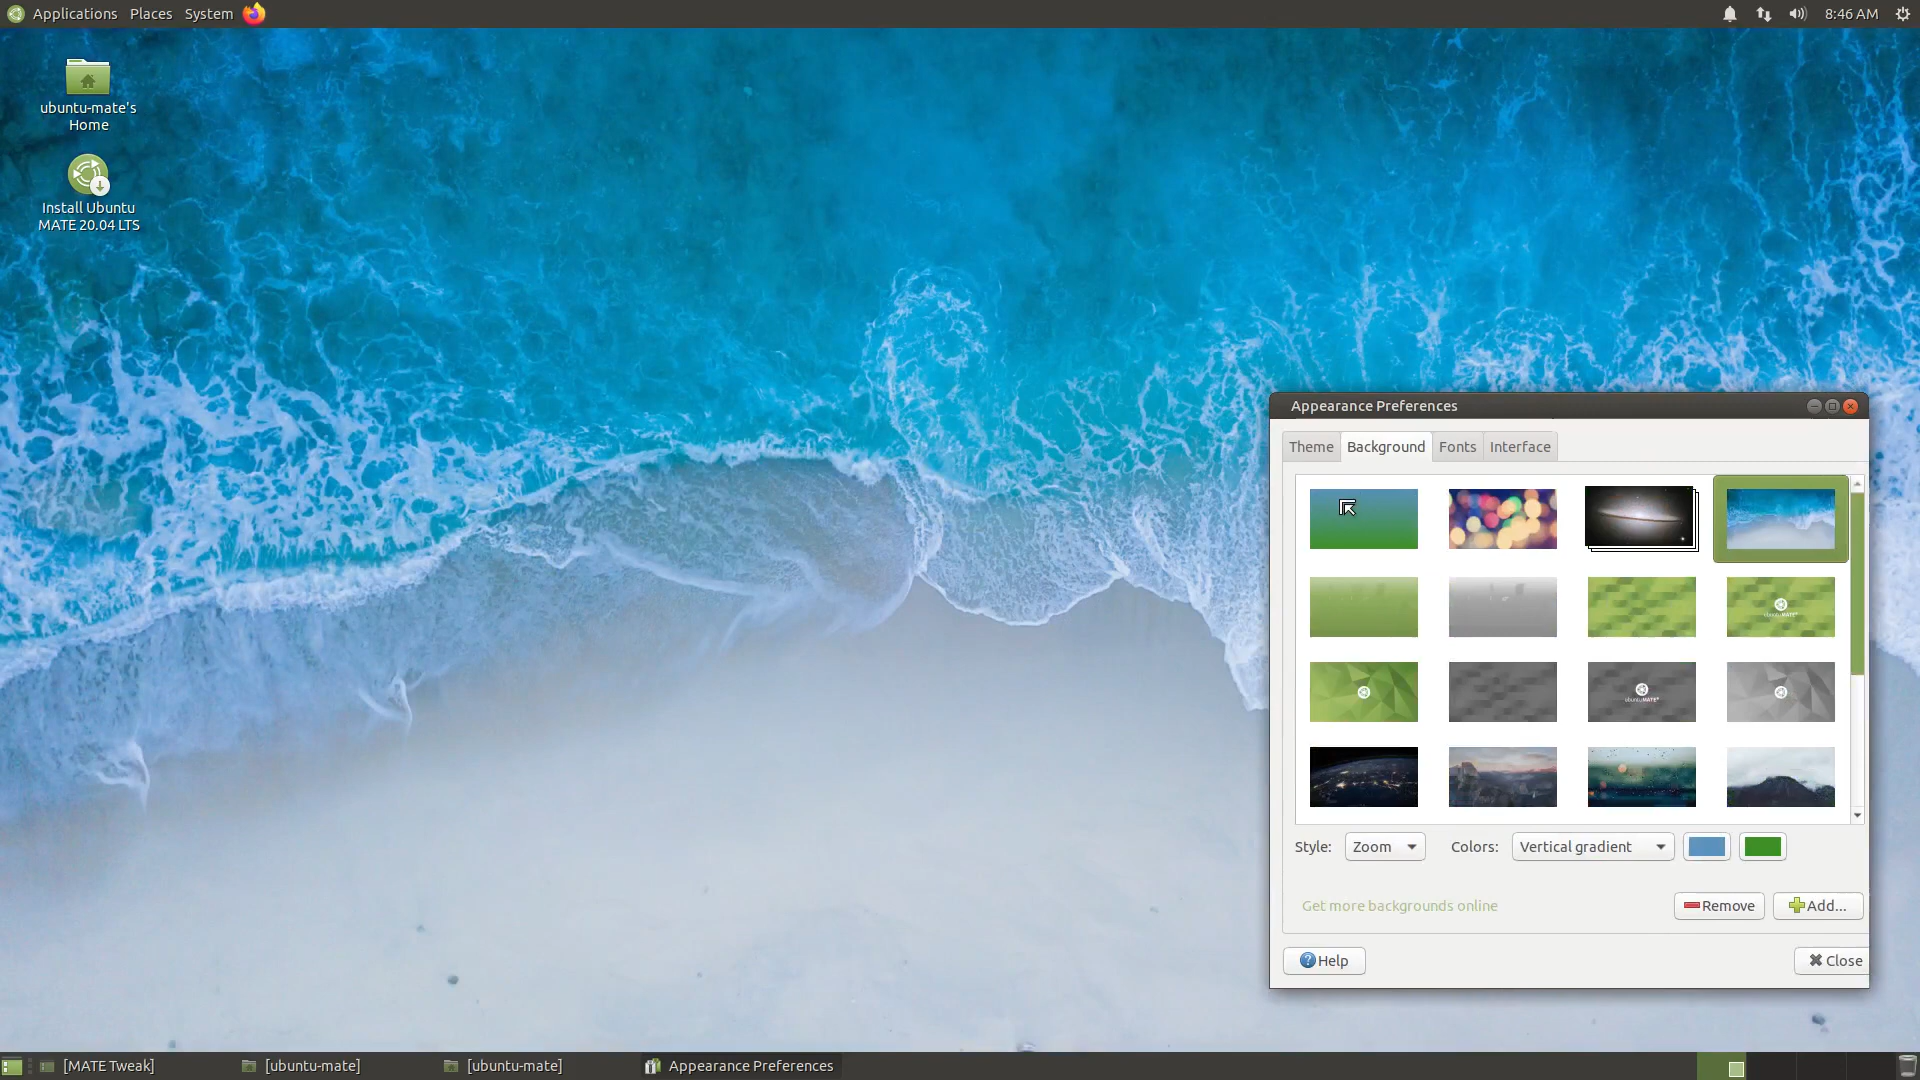 Applications Places System 8:46 AM
ubuntu-mate's
Home
Install Ubuntu
MATE 20.04 LTS
Appearance Preferences
Theme Background Fonts Interface
ubuntuMATE
ubuntuMATE
Style: Zoom Colors: Vertical gradient
Get more backgrounds online Remove Add...
Help Close
[MATE Tweak] [ubuntu-mate] [ubuntu-mate] Appearance Preferences